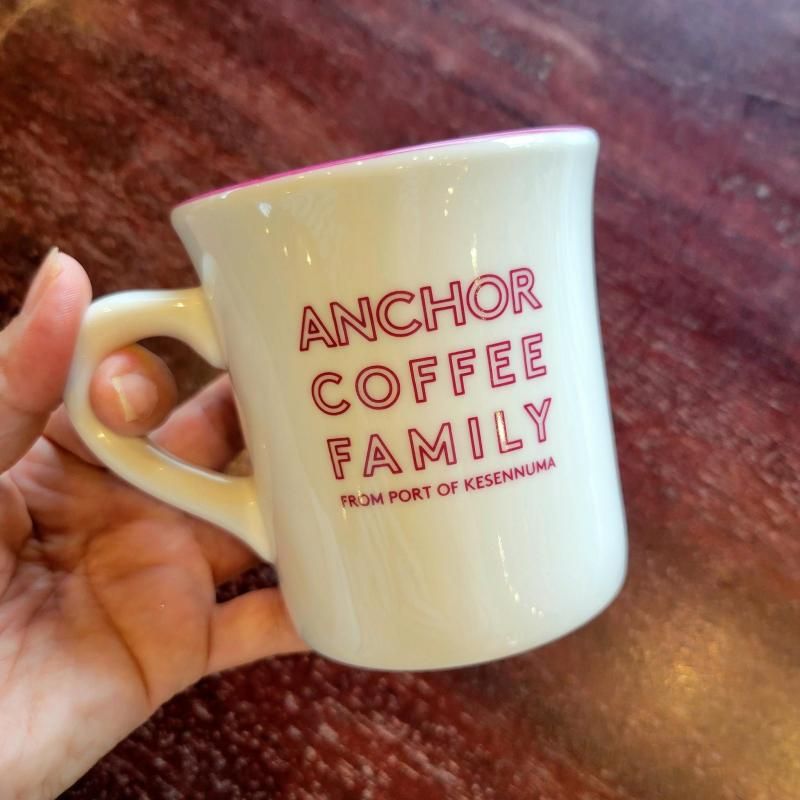 ANCHOR
COFFEE
FAMILY
FROM PORT OF KESENNUMA